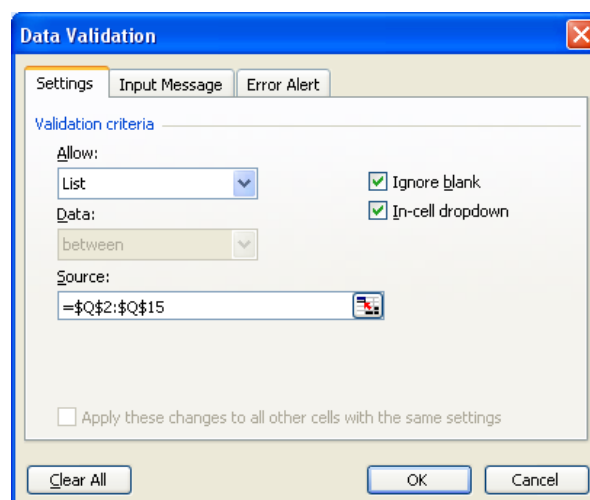 Data Validation
Settings Input Message Error Alert
Validation criteria
Allow:
List
Ignore blank
Data:
In-cell dropdown
between
Source:
=$Q$2:$Q$15
Apply these changes to all other cells with the same settings
Clear All OK Cancel